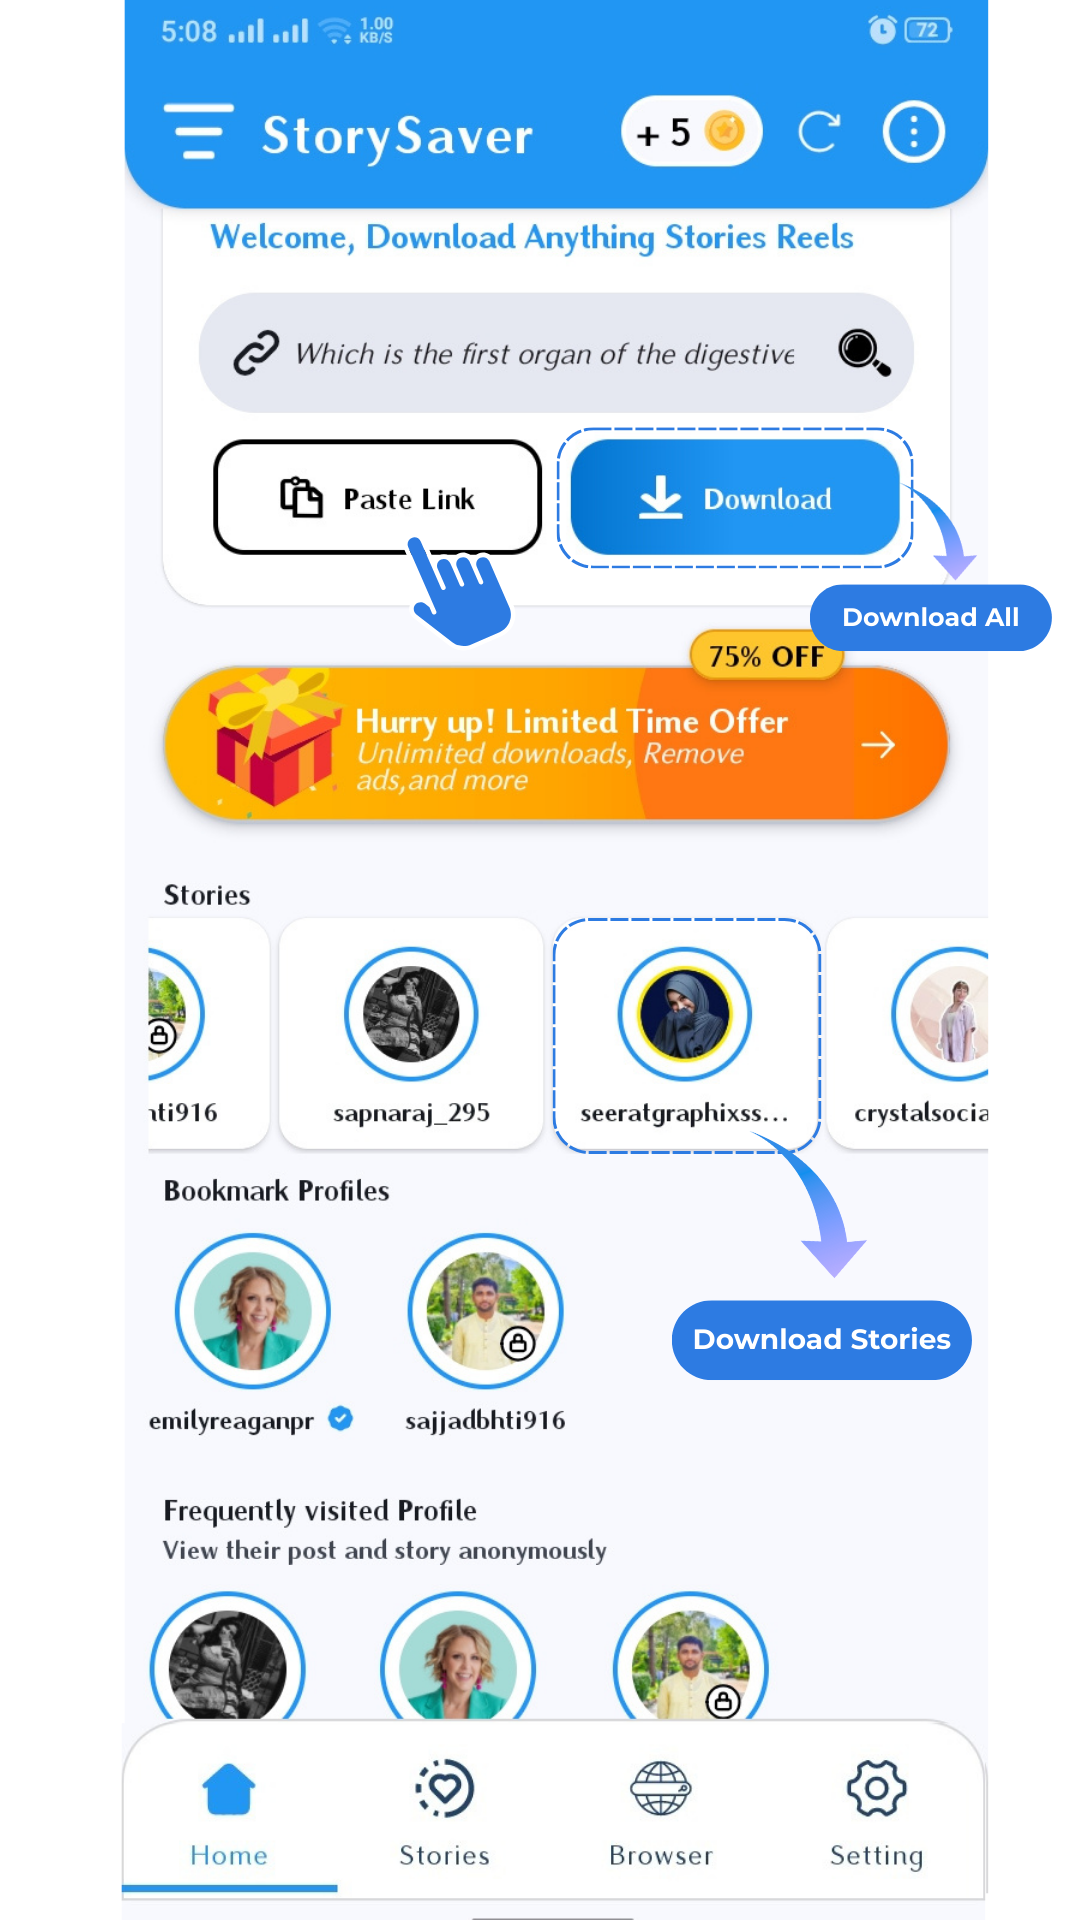 5:08
1.00
KB/S
72
StorySaver
+ 5
Welcome, Download Anything Stories Reels
Which is the first organ of the digestive
Paste Link
Download
Download All
75% OFF
Hurry up! Limited Time Offer
Unlimited downloads, Remove
ads,and more
Stories
hti916
sapnaraj_295
seeratgraphixss...
crystalsocia
Bookmark Profiles
Download Stories
emilyreaganpr
sajjadbhti916
Frequently visited Profile
View their post and story anonymously
Home
Stories
Browser
Setting